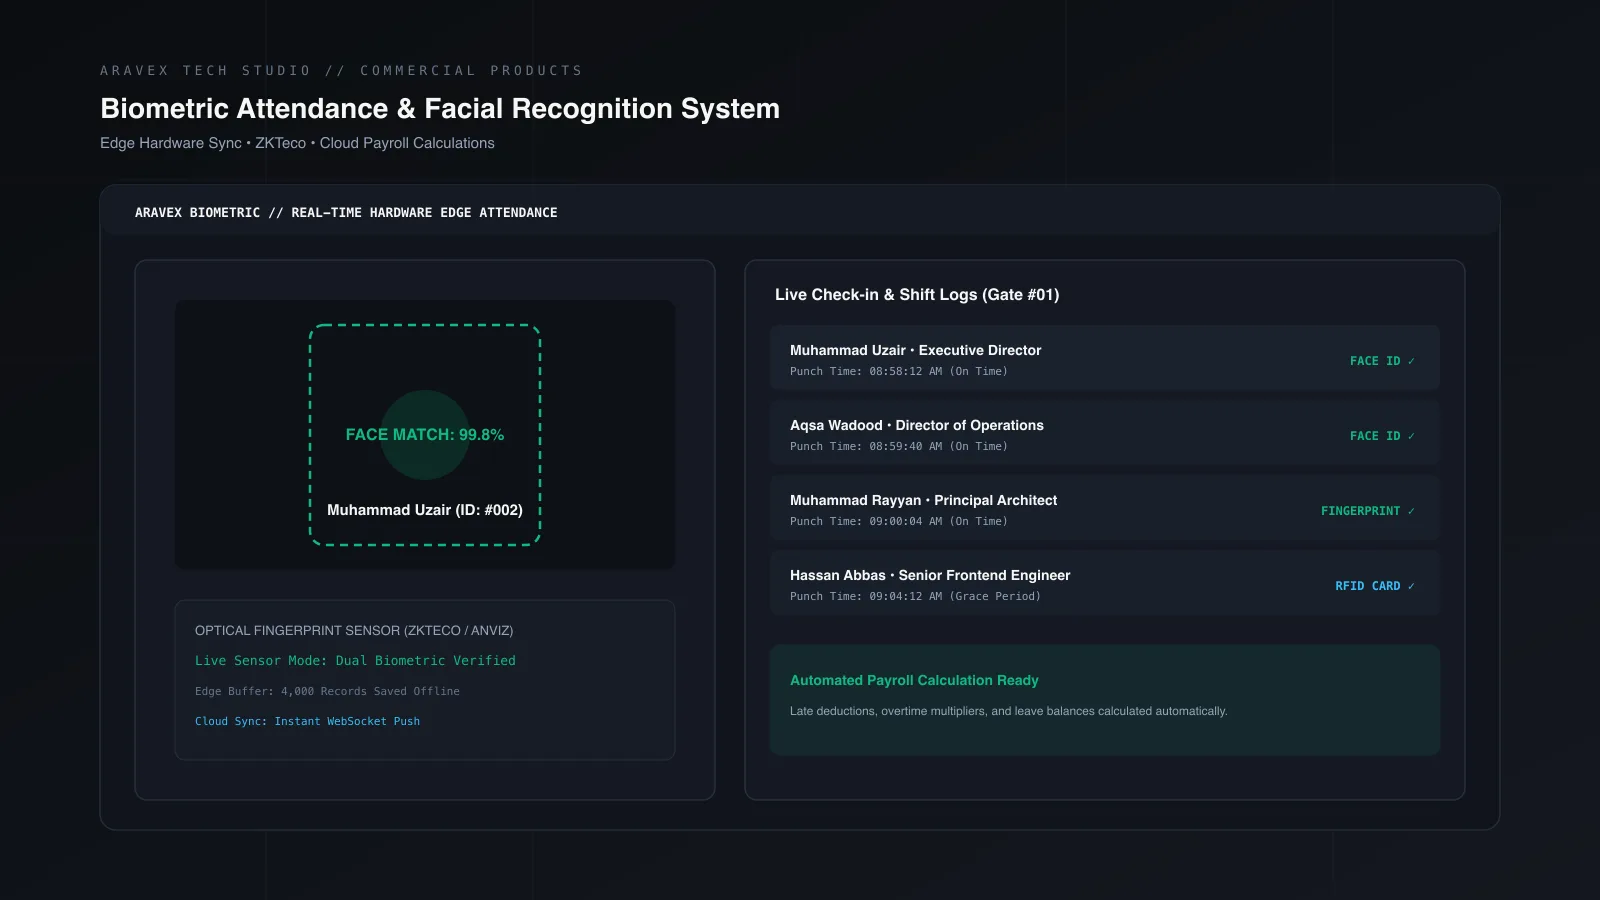 ARAVEX TECH STUDIO // COMMERCIAL PRODUCTS
Biometric Attendance & Facial Recognition System
Edge Hardware Sync • ZKTeco • Cloud Payroll Calculations
ARAVEX BIOMETRIC // REAL-TIME HARDWARE EDGE ATTENDANCE
FACE MATCH: 99.8%
Muhammad Uzair (ID: #002)
OPTICAL FINGERPRINT SENSOR (ZKTECO / ANVIZ)
Live Sensor Mode: Dual Biometric Verified
Edge Buffer: 4,000 Records Saved Offline
Cloud Sync: Instant WebSocket Push
Live Check-in & Shift Logs (Gate #01)
Muhammad Uzair • Executive Director
Punch Time: 08:58:12 AM (On Time)
FACE ID ✓
Aqsa Wadood • Director of Operations
Punch Time: 08:59:40 AM (On Time)
FACE ID ✓
Muhammad Rayyan • Principal Architect
Punch Time: 09:00:04 AM (On Time)
FINGERPRINT ✓
Hassan Abbas • Senior Frontend Engineer
Punch Time: 09:04:12 AM (Grace Period)
RFID CARD ✓
Automated Payroll Calculation Ready
Late deductions, overtime multipliers, and leave balances calculated automatically.